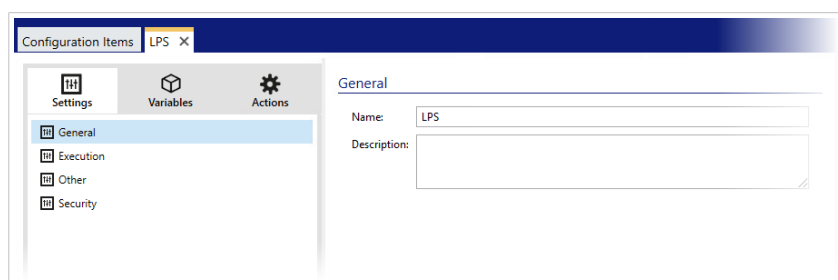 Configuration Items LPS
Settings Variables Actions
General
Execution
Other
Security
General
Name: LPS
Description: